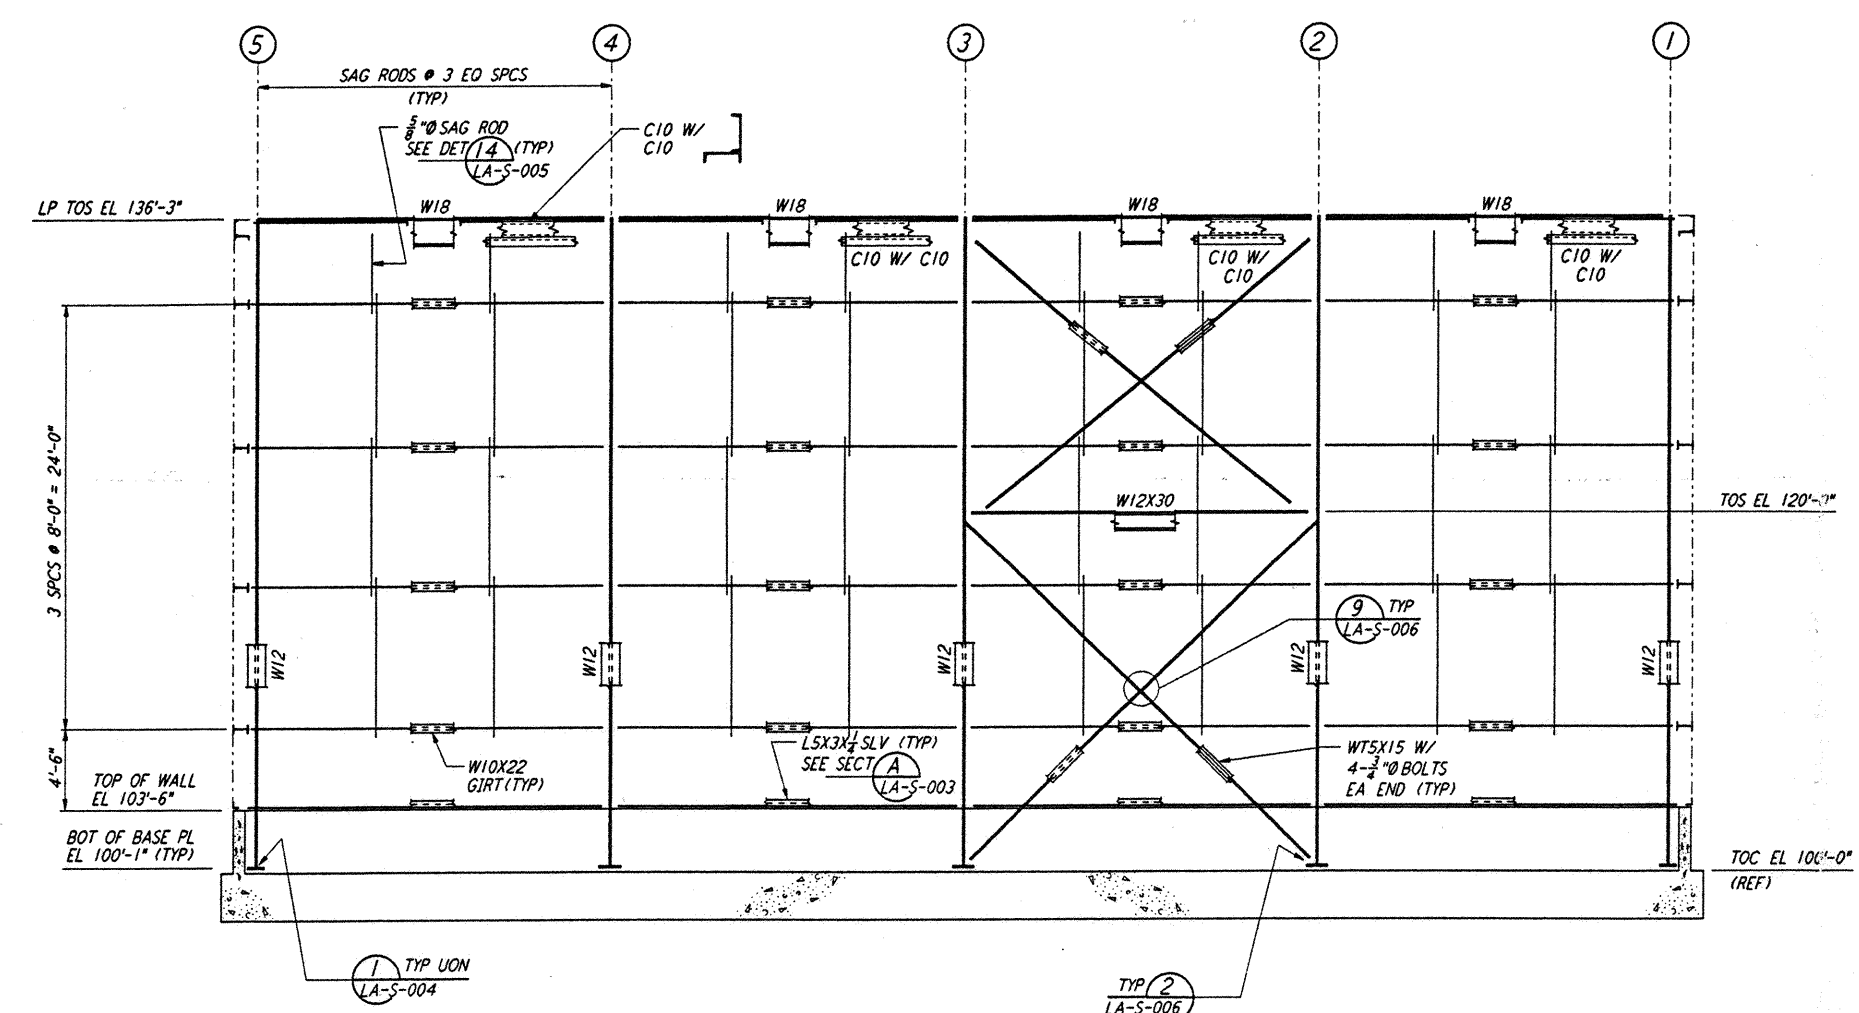 5
4
3
2
1
SAG RODS @ 3 EQ SPCS
(TYP)
5/8"Ø SAG ROD
SEE DET 14 (TYP)
LA-S-005
C10 W/
C10
LP TOS EL 136'-3"
W18
W18
W18
W18
C10 W/ C10
C10 W/
C10
C10 W/
C10
3 SPCS @ 8'-0" = 24'-0"
W12X30
TOS EL
9 TYP
LA-S-006
W12
W12
W12
W12
W12
4'-6"
TOP OF WALL
EL 103'-6"
W10X22
GIRT(TYP)
L5X3X1/4 SLV (TYP)
SEE SECT A
LA-S-003
WT5X15 W/
4-3/4"Ø BOLTS
EA END (TYP)
BOT OF BASE PL
EL 100'-1" (TYP)
TOC EL 100'-0"
(REF)
1 TYP UON
LA-S-004
TYP 2
LA-S-006